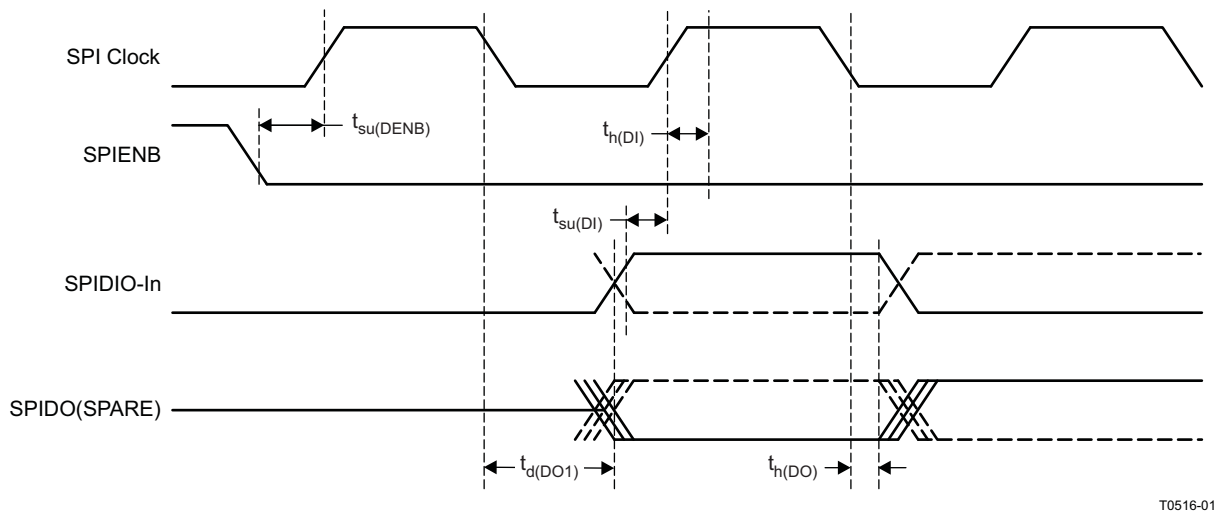 SPI Clock
t_su(DENB)
t_h(DI)
SPIENB
t_su(DI)
SPIDIO-In
SPIDO(SPARE)
t_d(DO1)
t_h(DO)
T0516-01